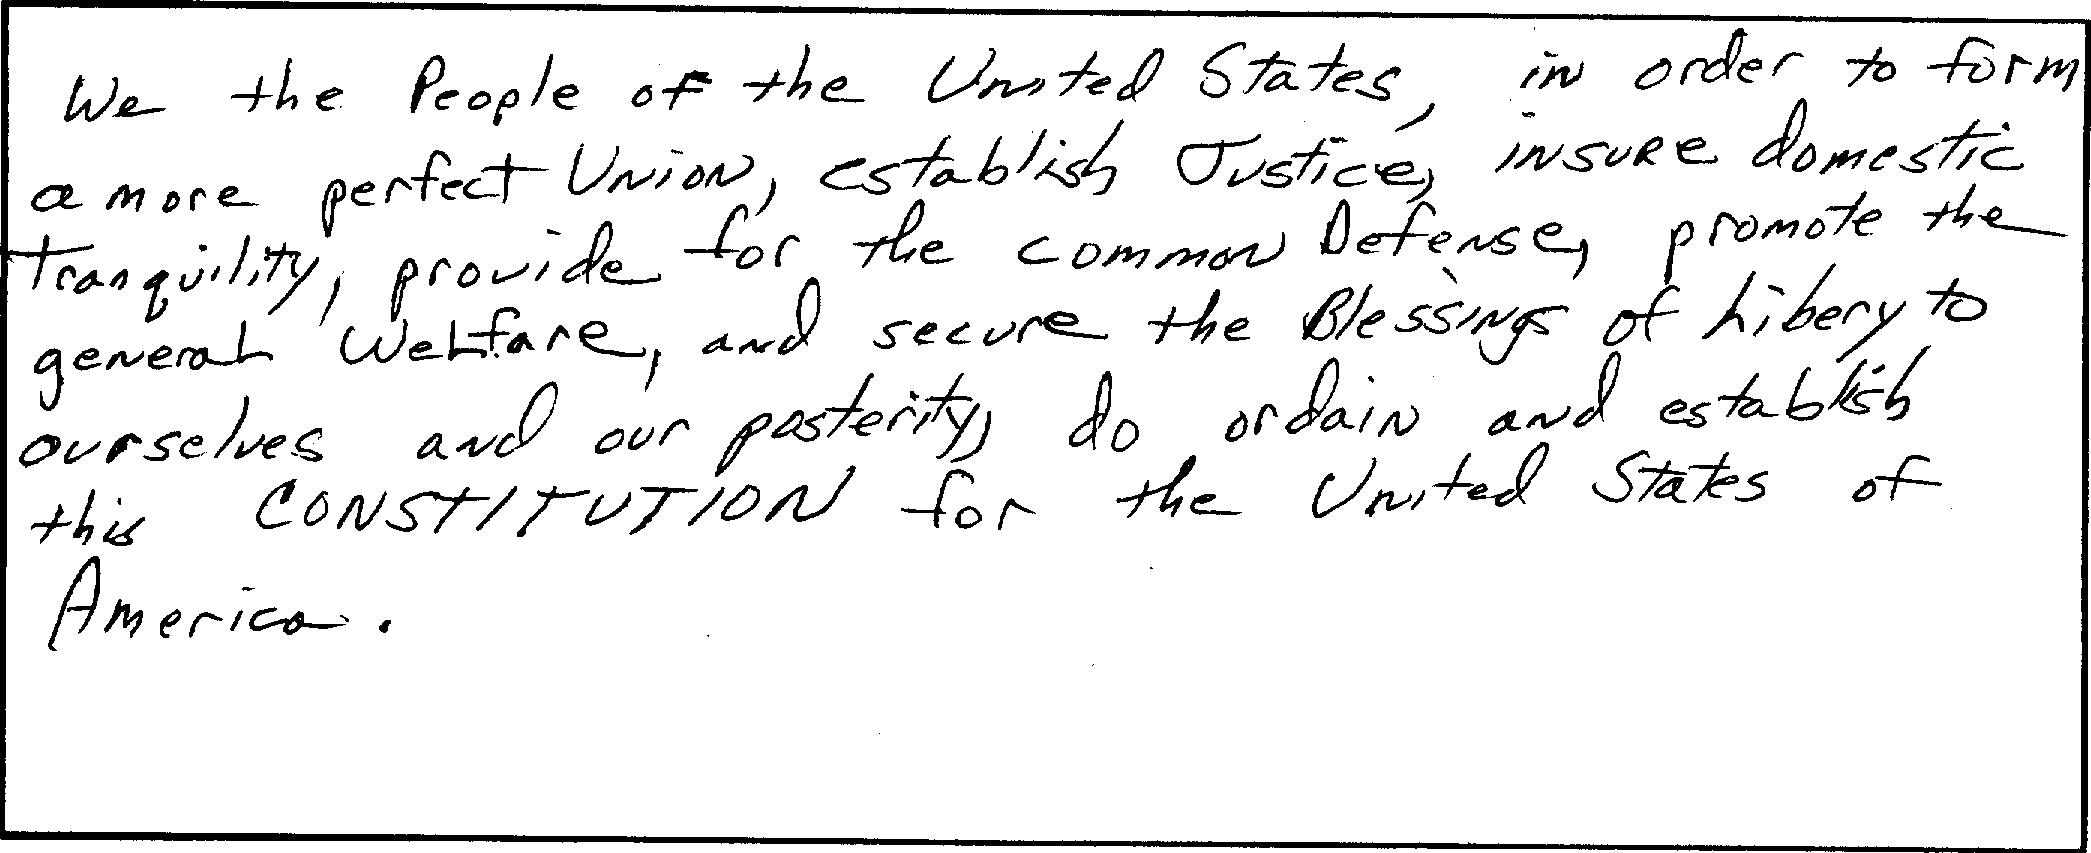 We the People of the United States, in order to form
a more perfect Union, establish Justice, insure domestic
tranquility, provide for the common Defense, promote the
general Welfare, and secure the Blessings of Libery to
ourselves and our posterity, do ordain and establish
this CONSTITUTION for the United States of
America.